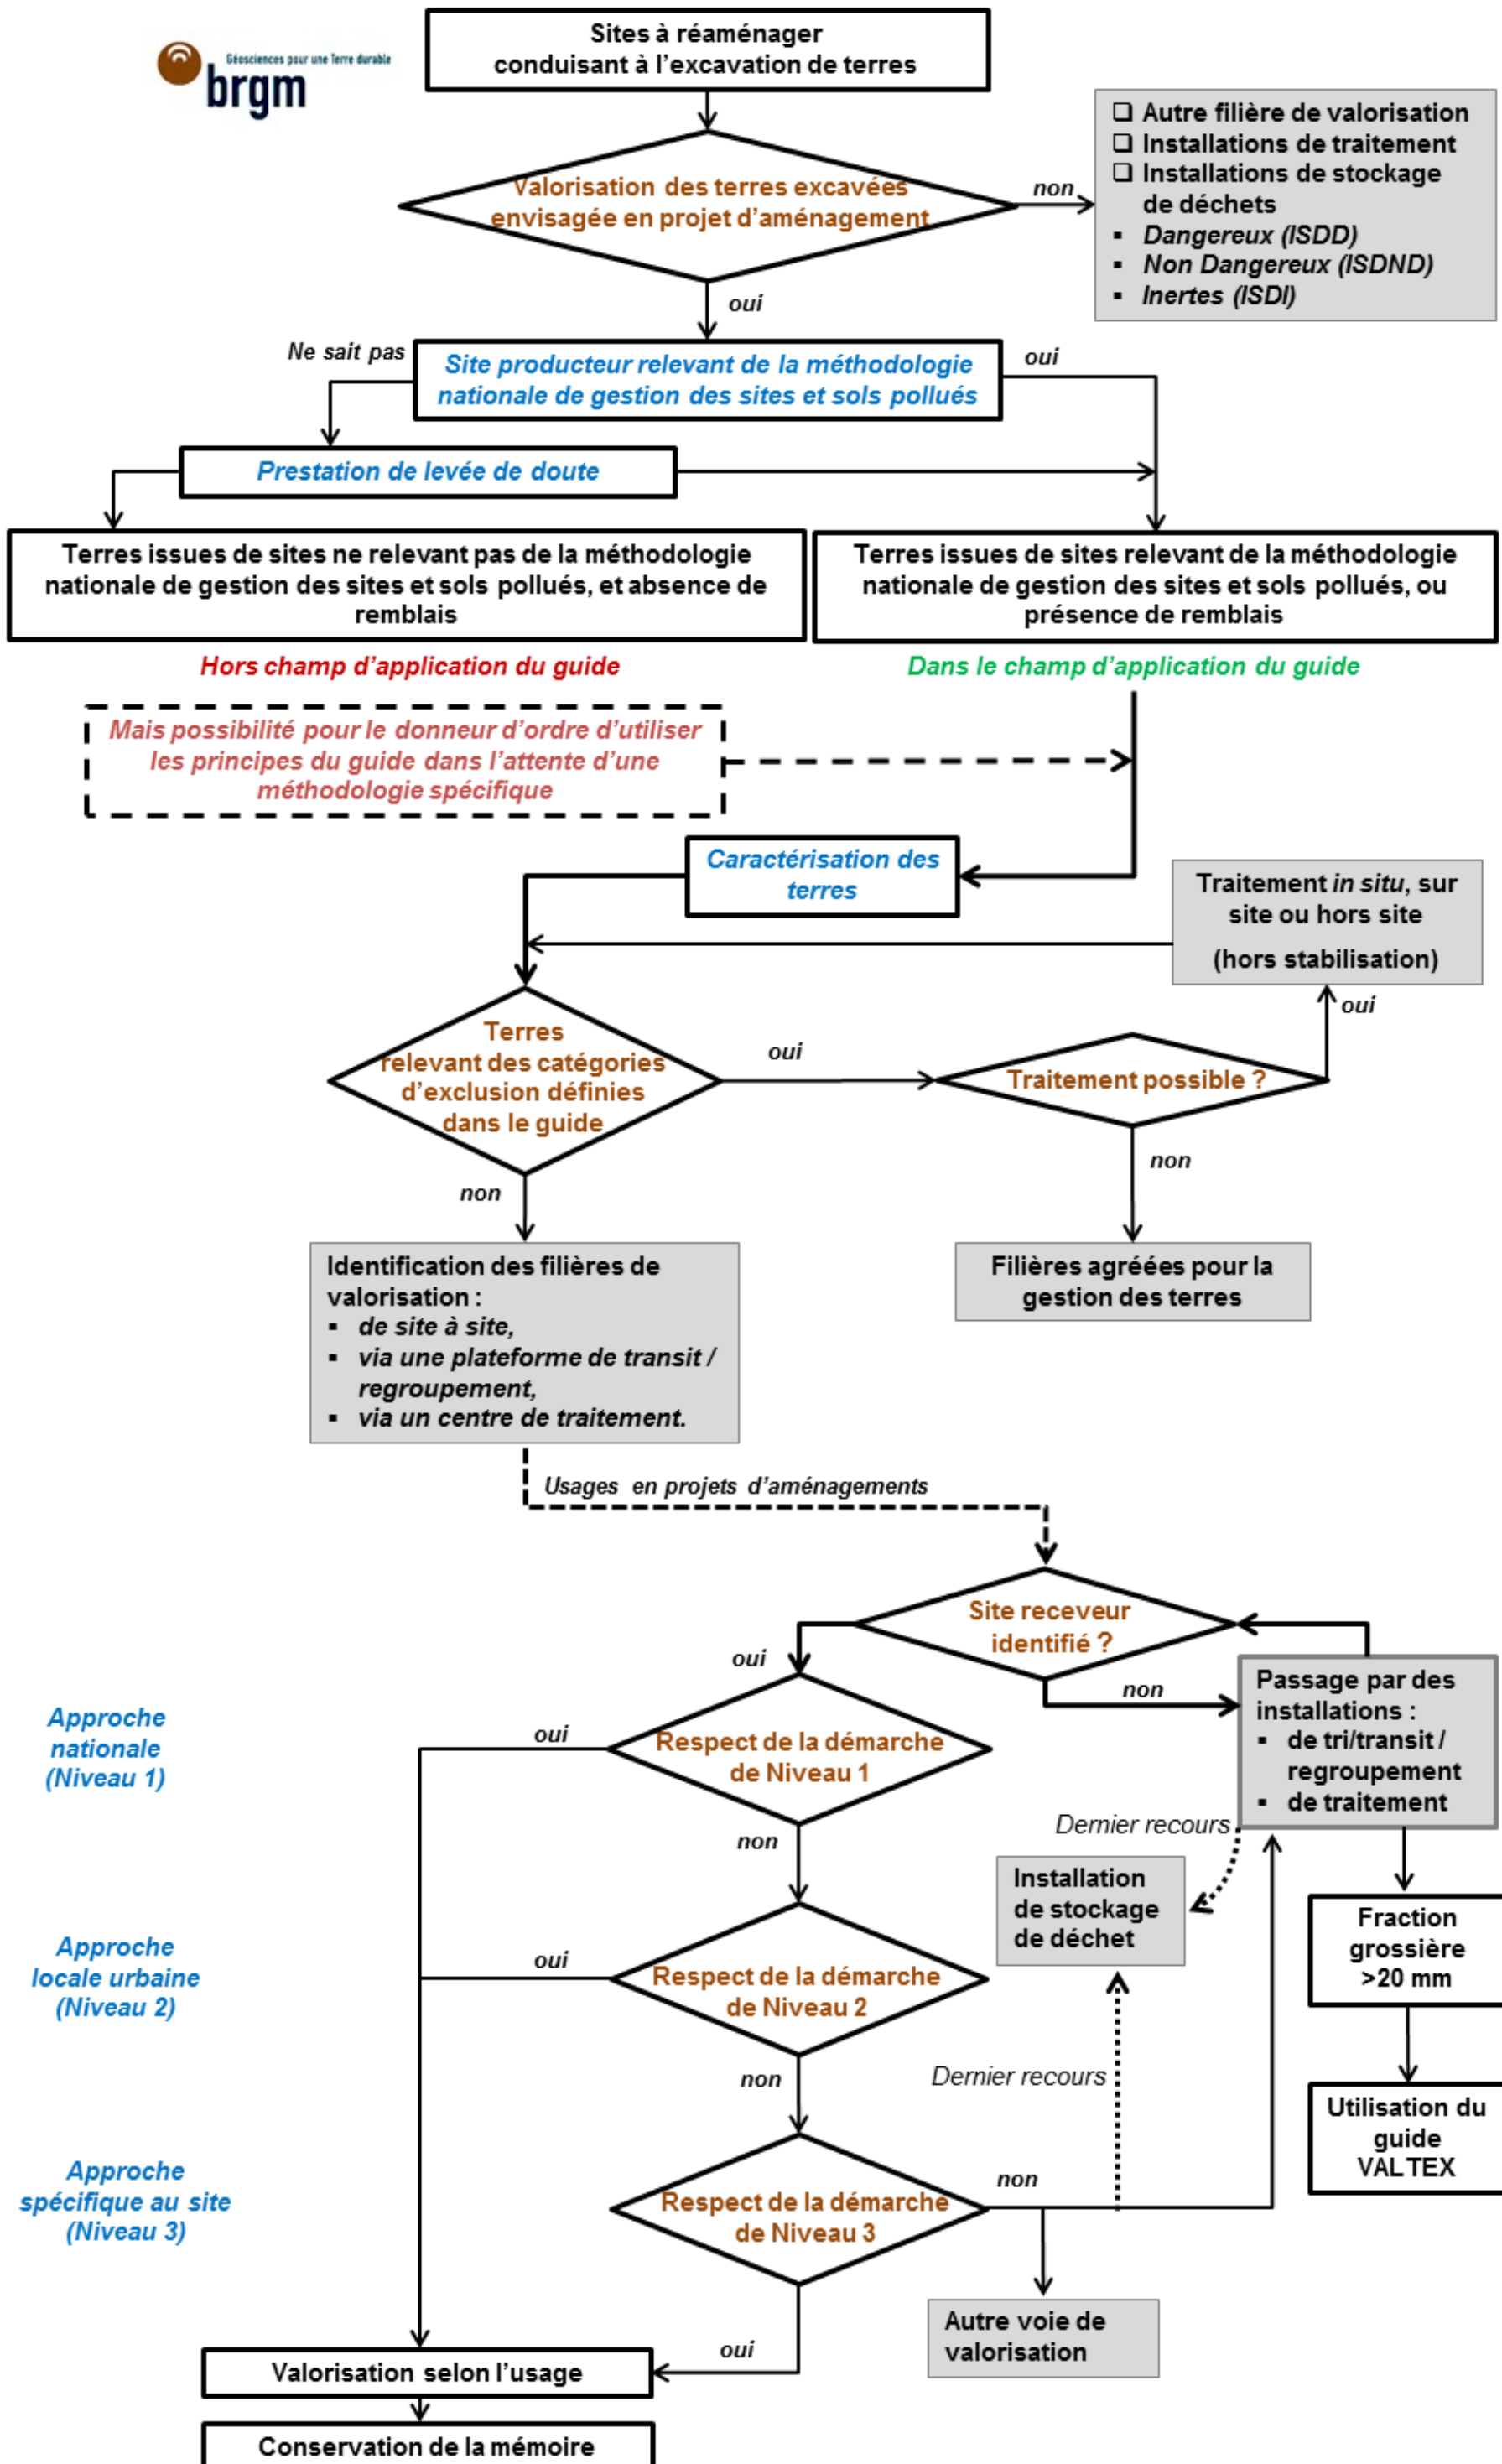 Géosciences pour une Terre durable
brgm
Sites à réaménager
conduisant à l'excavation de terres
Valorisation des terres excavées
envisagée en projet d'aménagement
non
❑ Autre filière de valorisation
❑ Installations de traitement
❑ Installations de stockage
de déchets
▪ Dangereux (ISDD)
▪ Non Dangereux (ISDND)
▪ Inertes (ISDI)
oui
Ne sait pas
Site producteur relevant de la méthodologie
nationale de gestion des sites et sols pollués
oui
Prestation de levée de doute
Terres issues de sites ne relevant pas de la méthodologie
nationale de gestion des sites et sols pollués, et absence de
remblais
Terres issues de sites relevant de la méthodologie
nationale de gestion des sites et sols pollués, ou
présence de remblais
Hors champ d'application du guide
Dans le champ d'application du guide
Mais possibilité pour le donneur d'ordre d'utiliser
les principes du guide dans l'attente d'une
méthodologie spécifique
Caractérisation des
terres
Traitement in situ, sur
site ou hors site
(hors stabilisation)
oui
Terres
relevant des catégories
d'exclusion définies
dans le guide
oui
Traitement possible ?
non
non
Identification des filières de
valorisation :
▪ de site à site,
▪ via une plateforme de transit /
regroupement,
▪ via un centre de traitement.
Filières agréées pour la
gestion des terres
Usages en projets d'aménagements
Site receveur
identifié ?
oui
non
Passage par des
installations :
▪ de tri/transit /
regroupement
▪ de traitement
Approche
nationale
(Niveau 1)
oui
Respect de la démarche
de Niveau 1
non
Dernier recours
Installation
de stockage
de déchet
Fraction
grossière
>20 mm
Approche
locale urbaine
(Niveau 2)
oui
Respect de la démarche
de Niveau 2
non
Dernier recours
Utilisation du
guide
VALTEX
Approche
spécifique au site
(Niveau 3)
Respect de la démarche
de Niveau 3
non
Autre voie de
valorisation
oui
Valorisation selon l'usage
Conservation de la mémoire